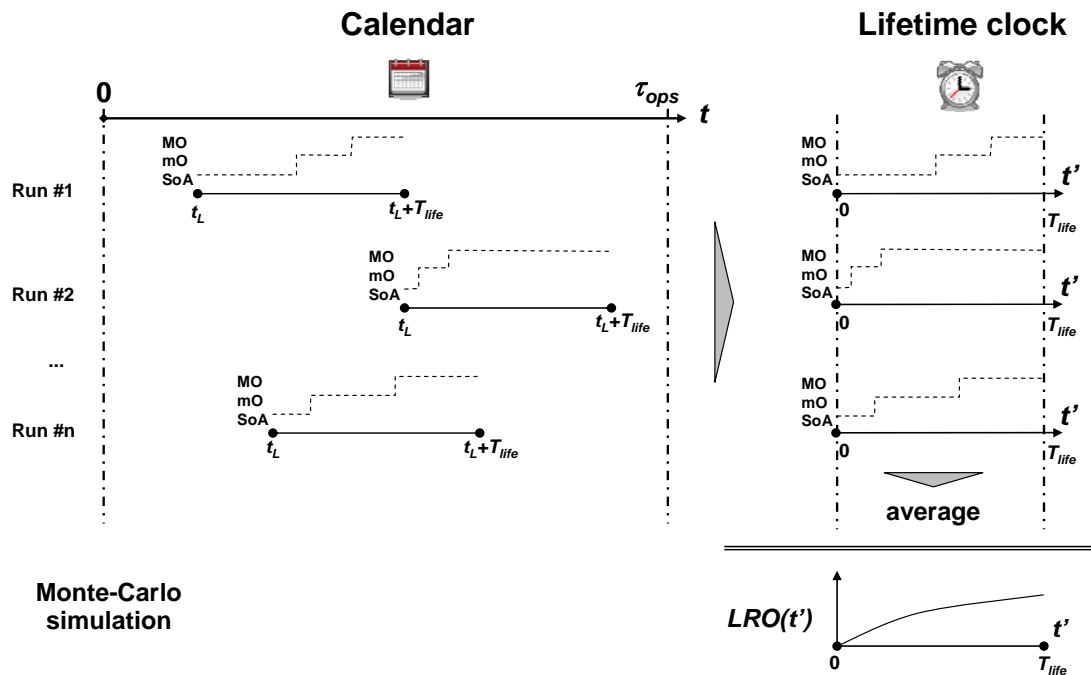 Calendar
Lifetime clock
0
τops
t
MO
mO
SoA
Run #1
tL
tL+Tlife
MO
mO
SoA
t'
0
Tlife
MO
mO
SoA
Run #2
tL
tL+Tlife
MO
mO
SoA
t'
0
Tlife
...
MO
mO
SoA
Run #n
tL
tL+Tlife
MO
mO
SoA
t'
0
Tlife
average
Monte-Carlo
simulation
LRO(t')
t'
0
Tlife